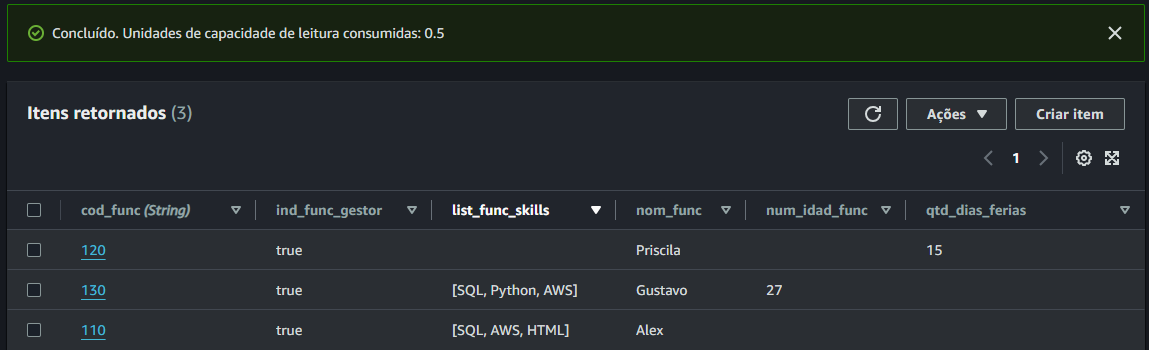 Concluído. Unidades de capacidade de leitura consumidas: 0.5
Itens retornados (3)
Ações
Criar item
1
cod_func (String) ind_func_gestor list_func_skills nom_func num_idad_func qtd_dias_ferias
120 true Priscila 15
130 true [SQL, Python, AWS] Gustavo 27
110 true [SQL, AWS, HTML] Alex